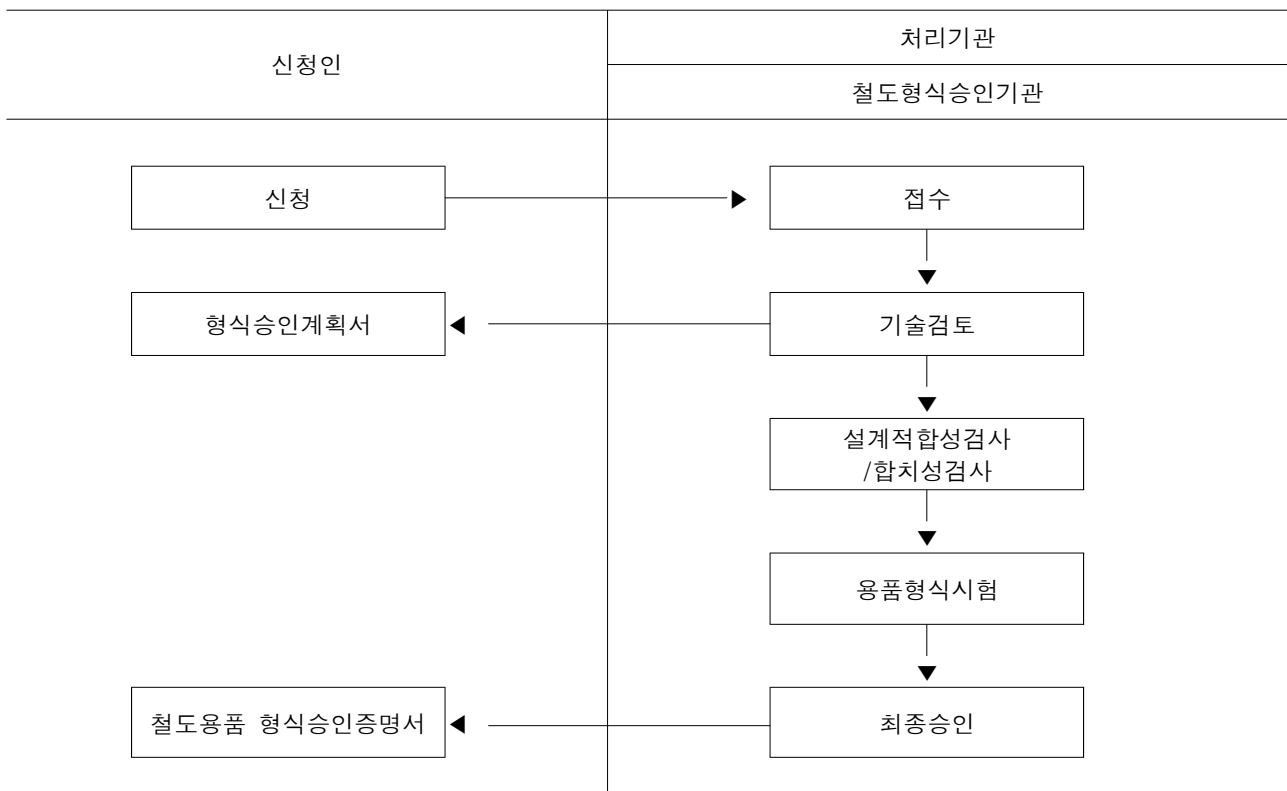 신청인
처리기관
철도형식승인기관
신청
접수
형식승인계획서
기술검토
설계적합성검사
/합치성검사
용품형식시험
철도용품 형식승인증명서
최종승인